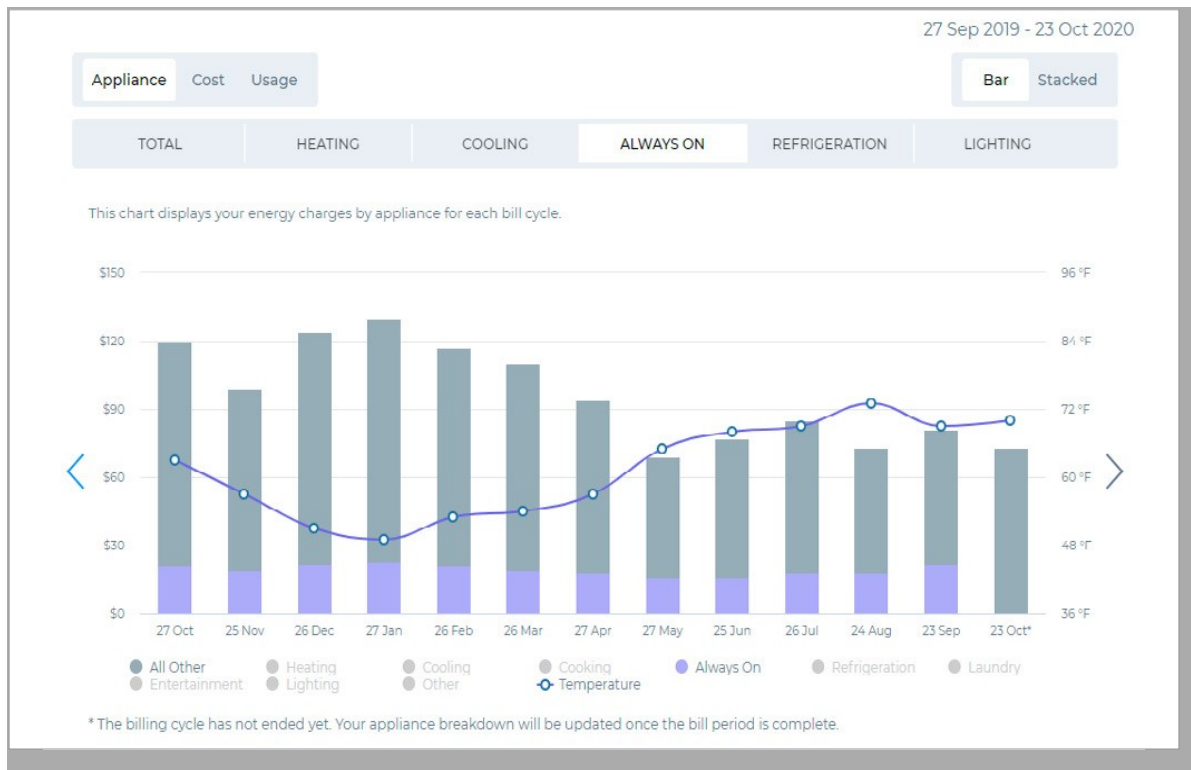 27 Sep 2019 - 23 Oct 2020
Appliance Cost Usage Bar Stacked
TOTAL HEATING COOLING ALWAYS ON REFRIGERATION LIGHTING
This chart displays your energy charges by appliance for each bill cycle.
$150 96 °F
$120 84 °F
$90 72 °F
$60 60 °F
$30 48 °F
$0 36 °F
27 Oct 25 Nov 26 Dec 27 Jan 26 Feb 26 Mar 27 Apr 27 May 25 Jun 26 Jul 24 Aug 23 Sep 23 Oct*
All Other Heating Cooling Cooking Always On Refrigeration Laundry
Entertainment Lighting Other Temperature
* The billing cycle has not ended yet. Your appliance breakdown will be updated once the bill period is complete.